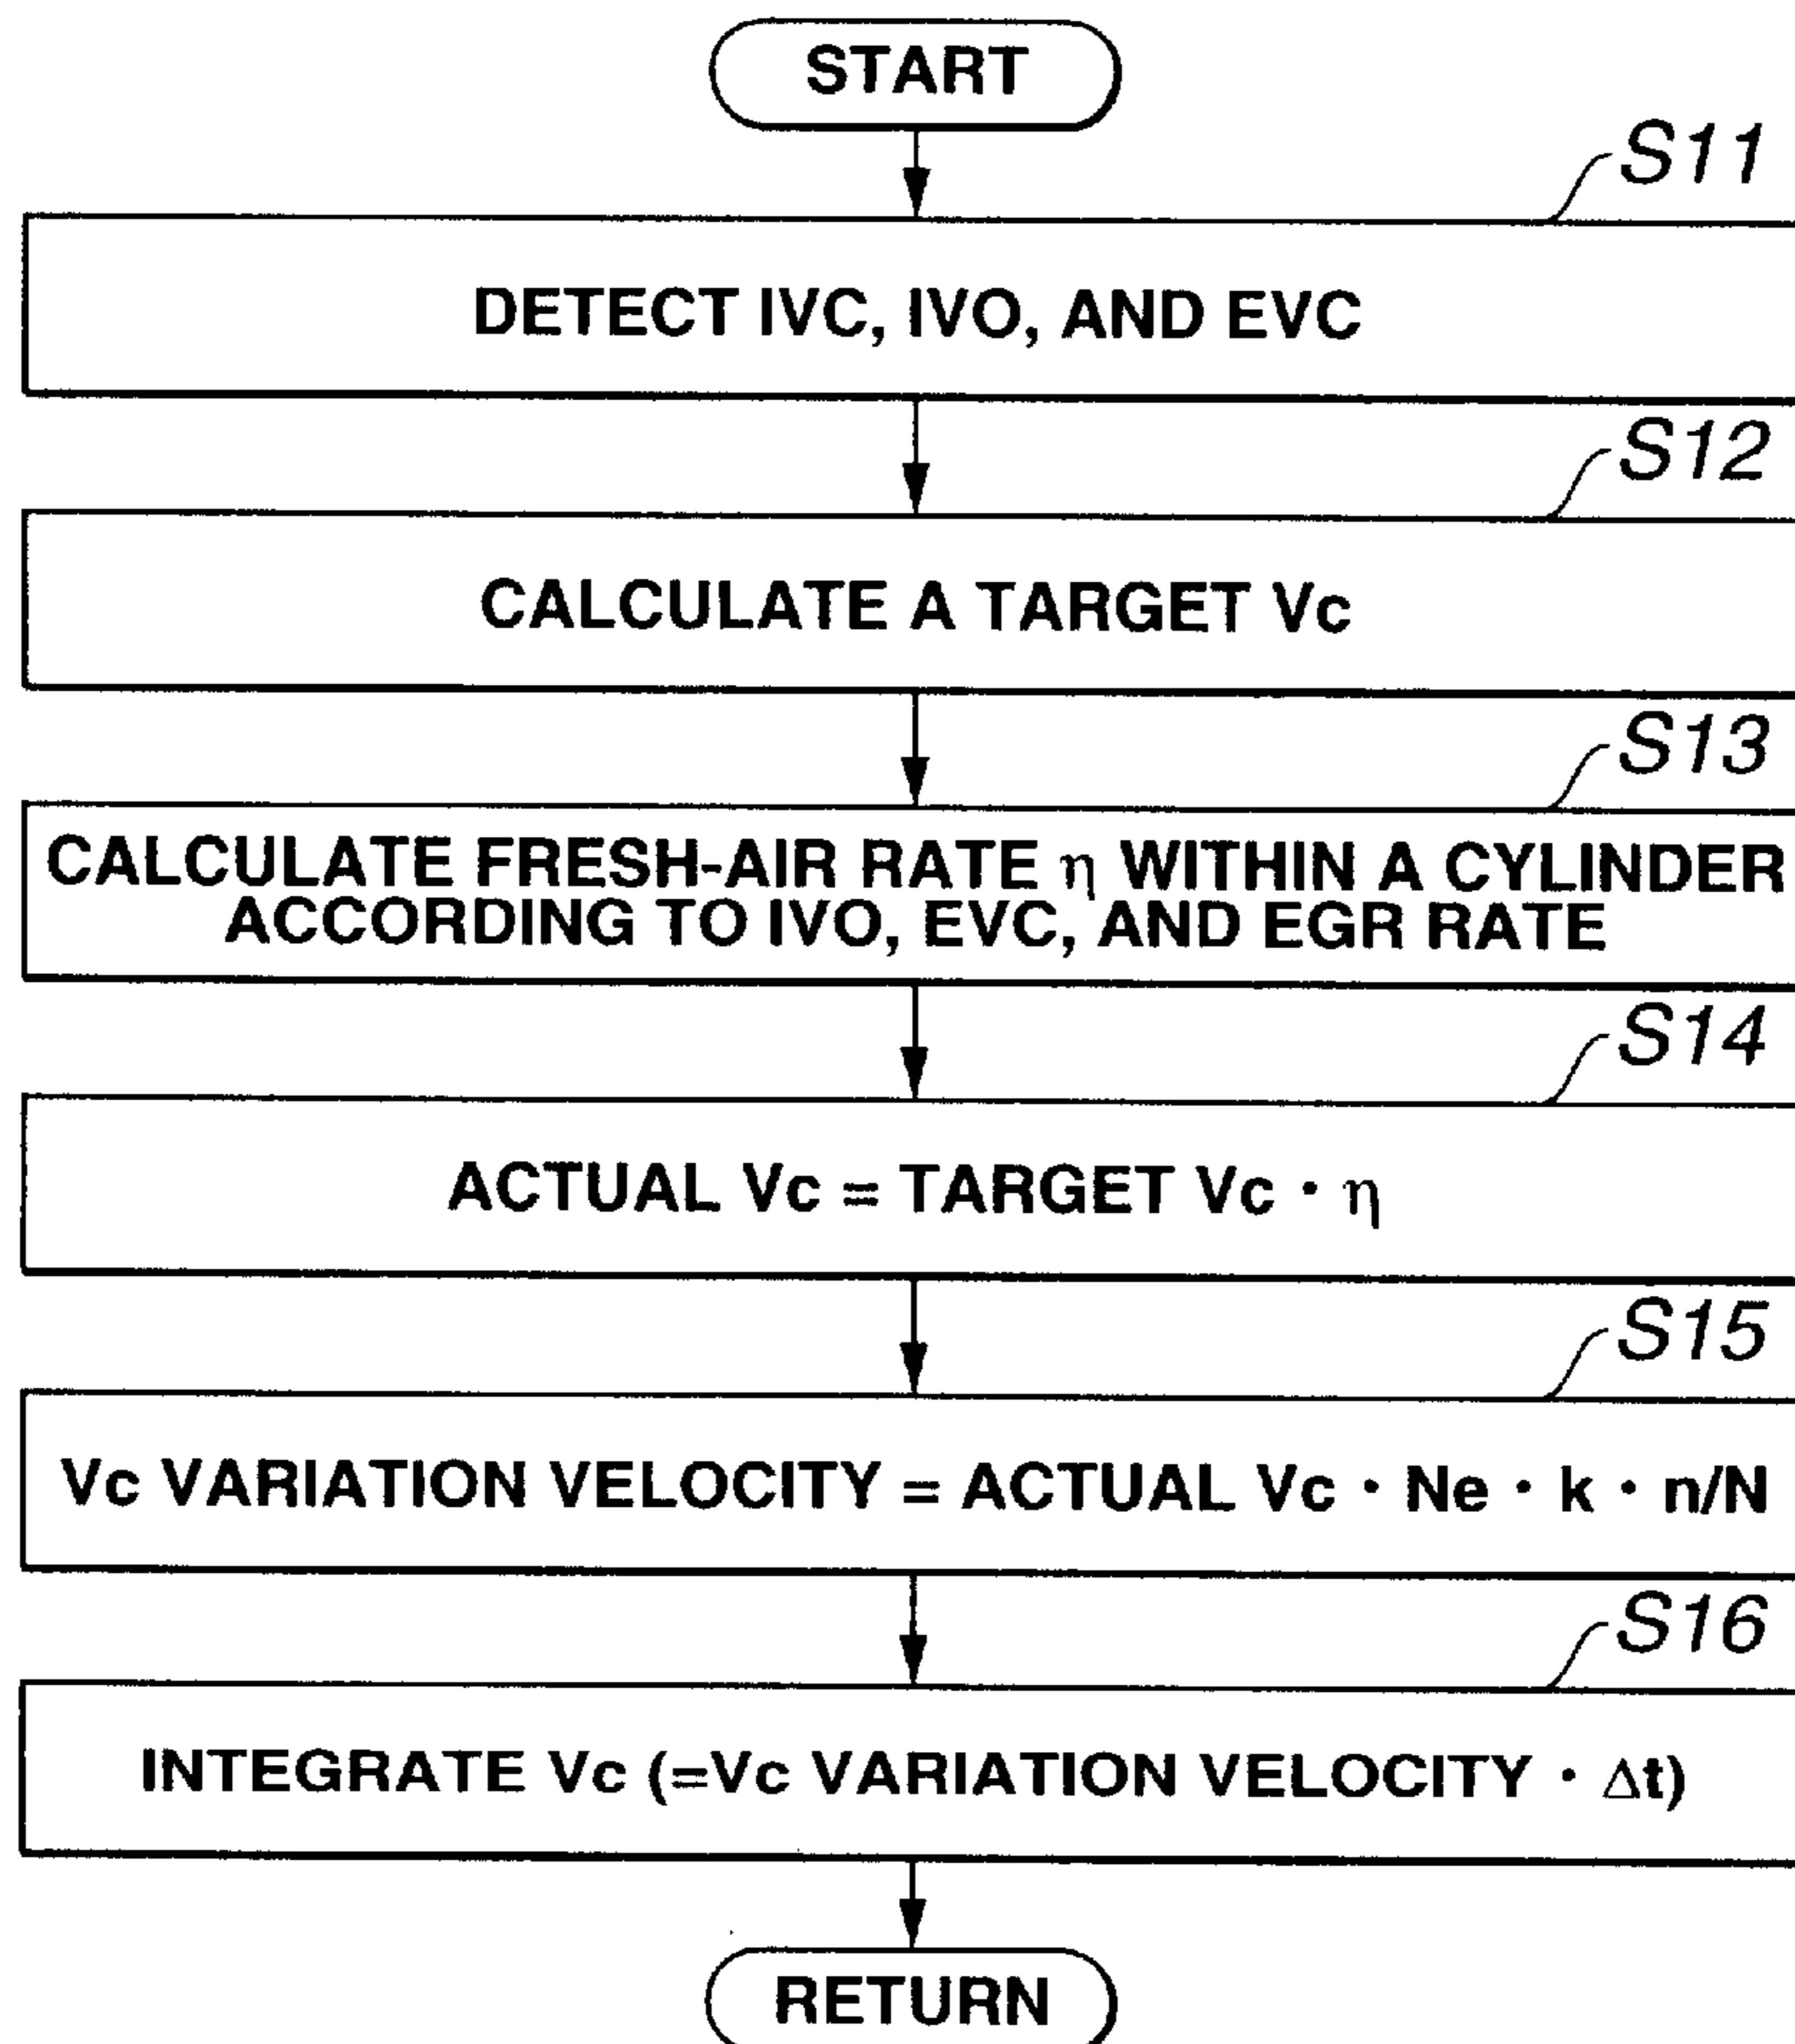 START
S11
DETECT IVC, IVO, AND EVC
S12
CALCULATE A TARGET Vc
S13
CALCULATE FRESH-AIR RATE η WITHIN A CYLINDER
ACCORDING TO IVO, EVC, AND EGR RATE
S14
ACTUAL Vc = TARGET Vc · η
S15
Vc VARIATION VELOCITY = ACTUAL Vc · Ne · k · n/N
S16
INTEGRATE Vc (=Vc VARIATION VELOCITY · Δt)
RETURN